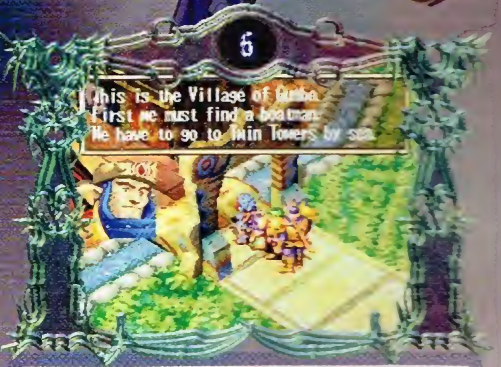 6
This is the Village of
First we must find a boatman.
We have to go to Twin Towers by sea.